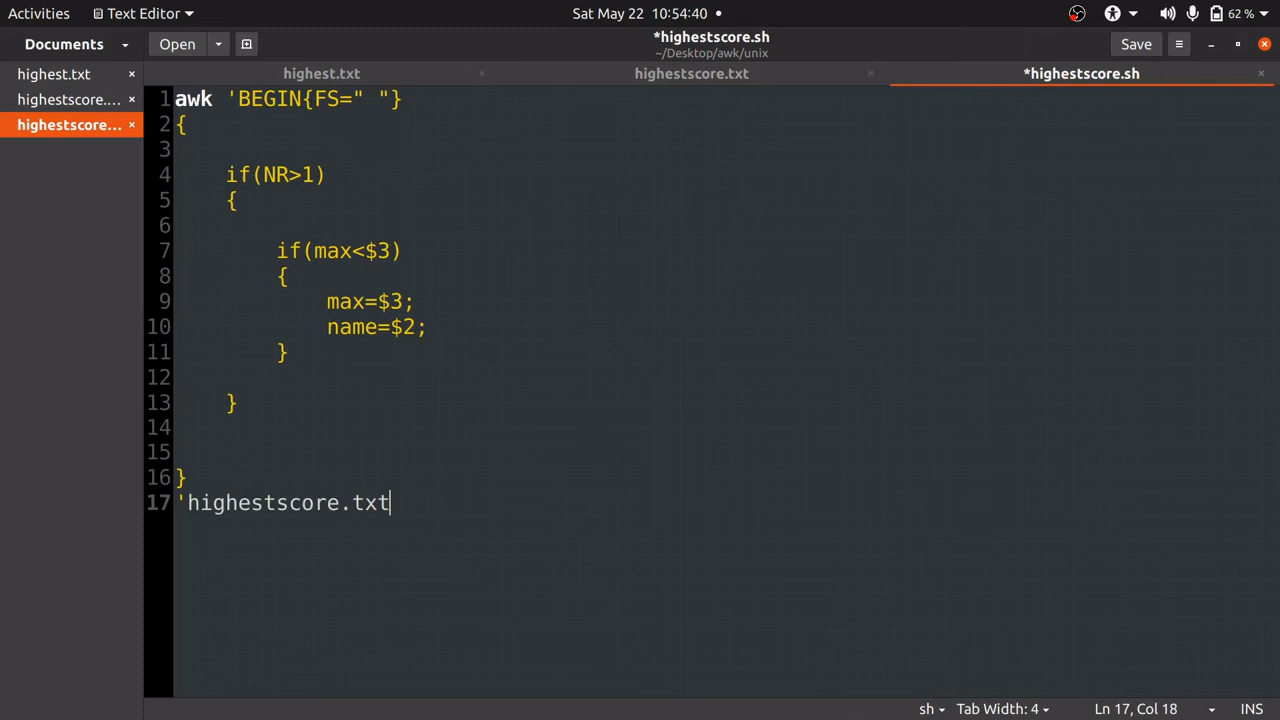 Activities Text Editor Sat May 22 10:54:40 62 %
Documents Open *highestscore.sh Save
~/Desktop/awk/unix
highest.txt highest.txt highestscore.txt *highestscore.sh
highestscore....
highestscore...
1 awk 'BEGIN{FS=" "}
2 {
3
4 if(NR>1)
5 {
6
7 if(max<$3)
8 {
9 max=$3;
10 name=$2;
11 }
12
13 }
14
15
16 }
17 'highestscore.txt
sh Tab Width: 4 Ln 17, Col 18 INS